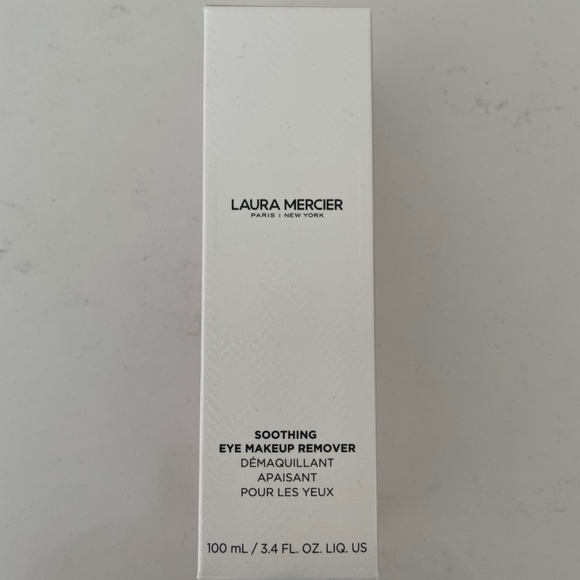 LAURA MERCIER
PARIS | NEW YORK
SOOTHING
EYE MAKEUP REMOVER
DÉMAQUILLANT
APAISANT
POUR LES YEUX
100 mL / 3.4 FL. OZ. LIQ. US